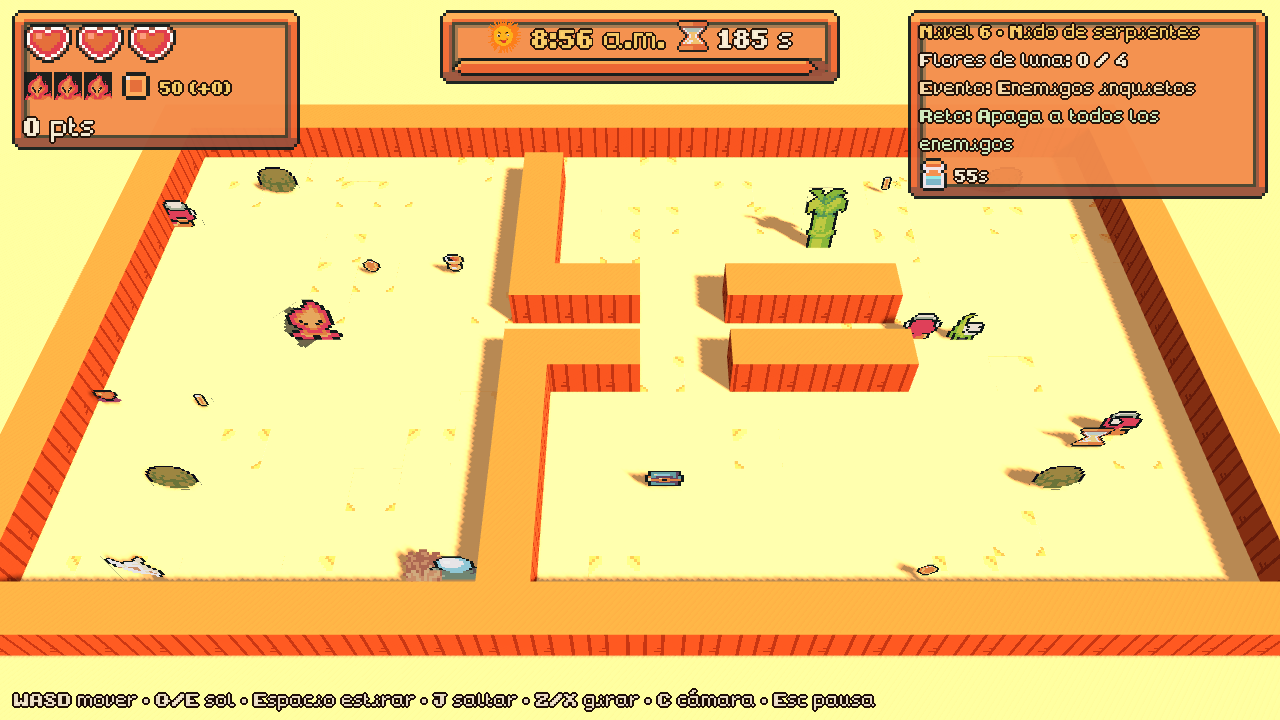 50 (+0)
0 pts
8:56 a.m.
185 s
Nivel 6 · Nido de serpientes
Flores de luna: 0 / 4
Evento: Enemigos inquietos
Reto: Apaga a todos los
enemigos
55s
WASD mover · Q/E sol · Espacio estirar · J saltar · Z/X girar · C cámara · Esc pausa